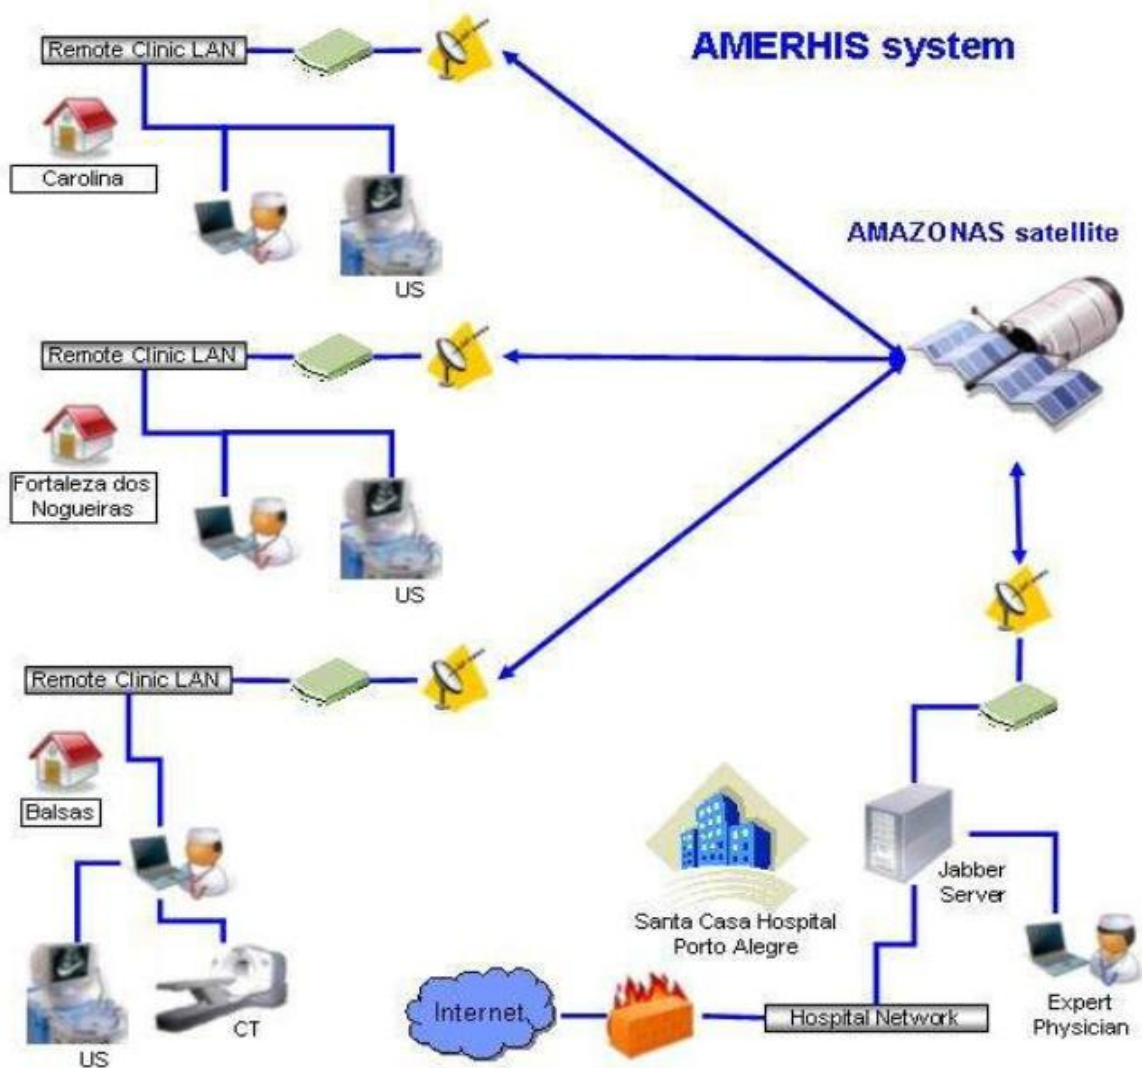 AMERHIS system
Remote Clinic LAN
Carolina
US
AMAZONAS satellite
Remote Clinic LAN
Fortaleza dos
Nogueiras
US
Remote Clinic LAN
Balsas
US
CT
Santa Casa Hospital
Porto Alegre
Jabber
Server
Expert
Physician
Internet
Hospital Network